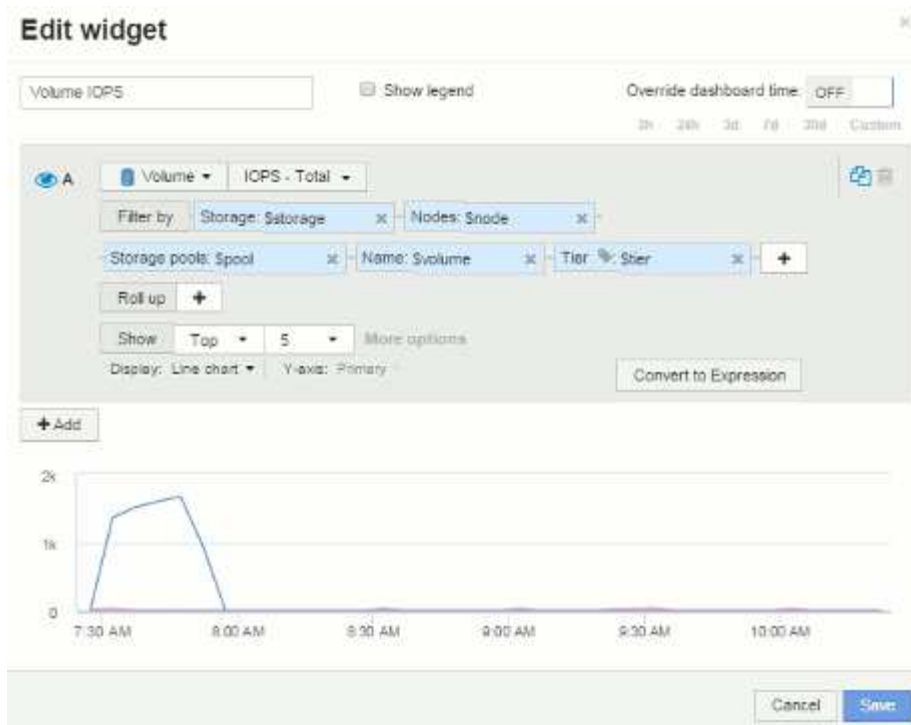 Edit widget
×
Volume IOPS
Show legend
Override dashboard time: OFF
3h 24h 3d 7d 30d Custom
A Volume IOPS - Total
Filter by Storage: $storage × Nodes: $node ×
Storage pools: $pool × Name: $volume × Tier $tier × +
Roll up +
Show Top 5 More options
Display: Line chart Y-axis: Primary
Convert to Expression
+ Add
2k
1k
0
7:30 AM 8:00 AM 8:30 AM 9:00 AM 9:30 AM 10:00 AM
Cancel Save